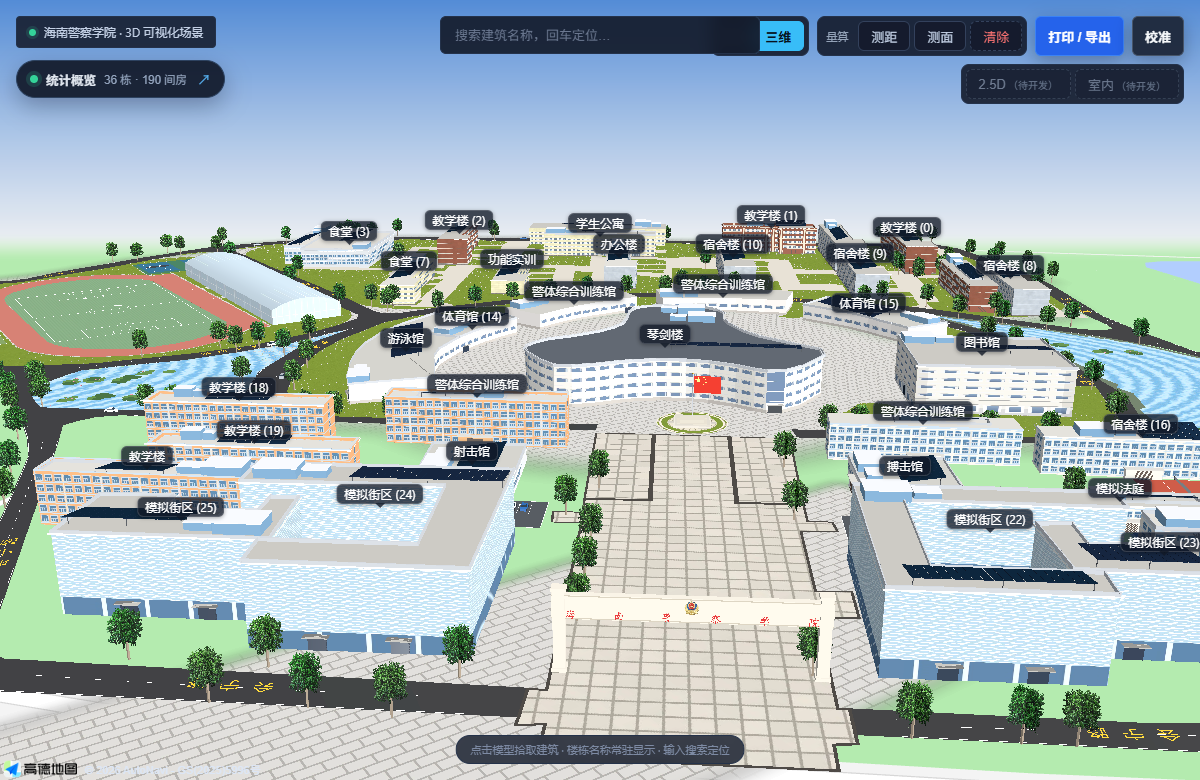 海南警察学院 · 3D 可视化场景
搜索建筑名称，回车定位…
三维
量算
测距
测面
清除
打印 / 导出
校准
统计概览 36 栋 · 190 间房
2.5D （待开发）
室内 （待开发）
食堂 (3)
教学楼 (2)
学生公寓
教学楼 (1)
教学楼 (0)
办公楼
宿舍楼 (10)
宿舍楼 (9)
食堂 (7)
功能实训
宿舍楼 (8)
警体综合训练馆
警体综合训练馆
体育馆 (14)
体育馆 (15)
游泳馆
琴剑楼
图书馆
教学楼 (18)
警体综合训练馆
警体综合训练馆
教学楼 (19)
宿舍楼 (16)
教学楼
射击馆
搏击馆
模拟街区 (24)
模拟法庭
模拟街区 (25)
模拟街区 (22)
模拟街区 (23)
点击模型拾取建筑 · 楼栋名称常驻显示 · 输入搜索定位
高德地图